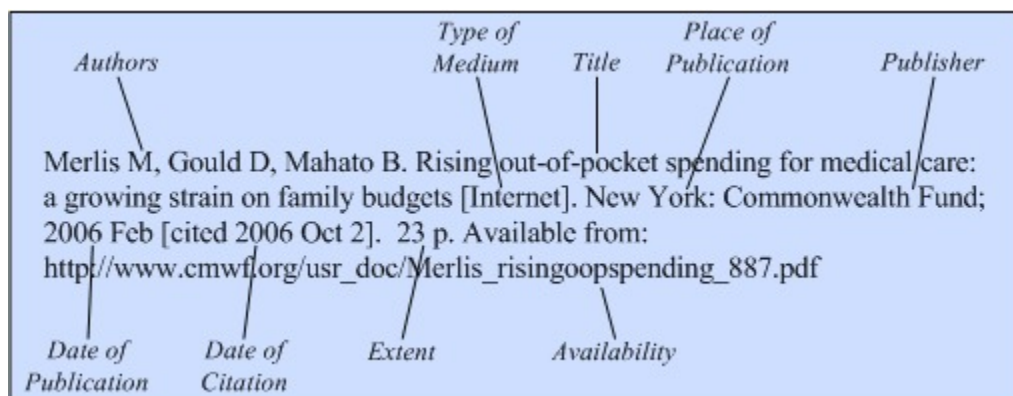 Type of Place of
Authors Medium Title Publication Publisher
Merlis M, Gould D, Mahato B. Rising out-of-pocket spending for medical care:
a growing strain on family budgets [Internet]. New York: Commonwealth Fund;
2006 Feb [cited 2006 Oct 2].  23 p. Available from:
http://www.cmwf.org/usr_doc/Merlis_risingoopspending_887.pdf
Date of Date of Extent Availability
Publication Citation